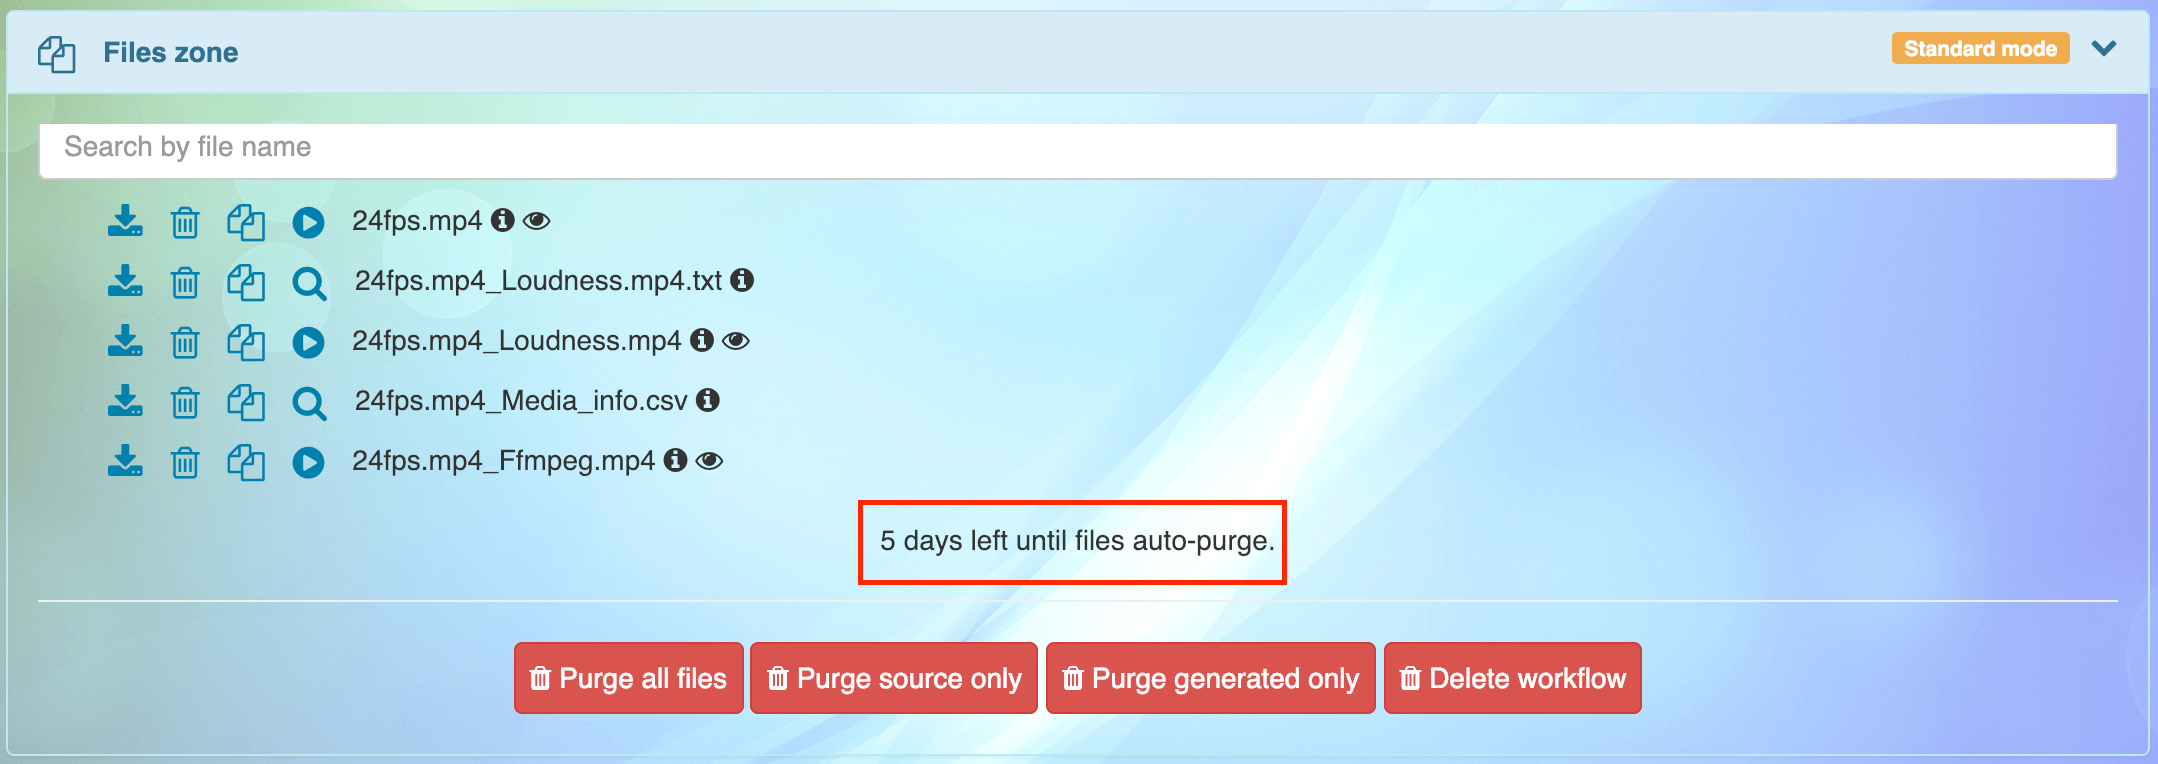 Files zone
Standard mode
Search by file name
24fps.mp4
24fps.mp4_Loudness.mp4.txt
24fps.mp4_Loudness.mp4
24fps.mp4_Media_info.csv
24fps.mp4_Ffmpeg.mp4
5 days left until files auto-purge.
Purge all files Purge source only Purge generated only Delete workflow